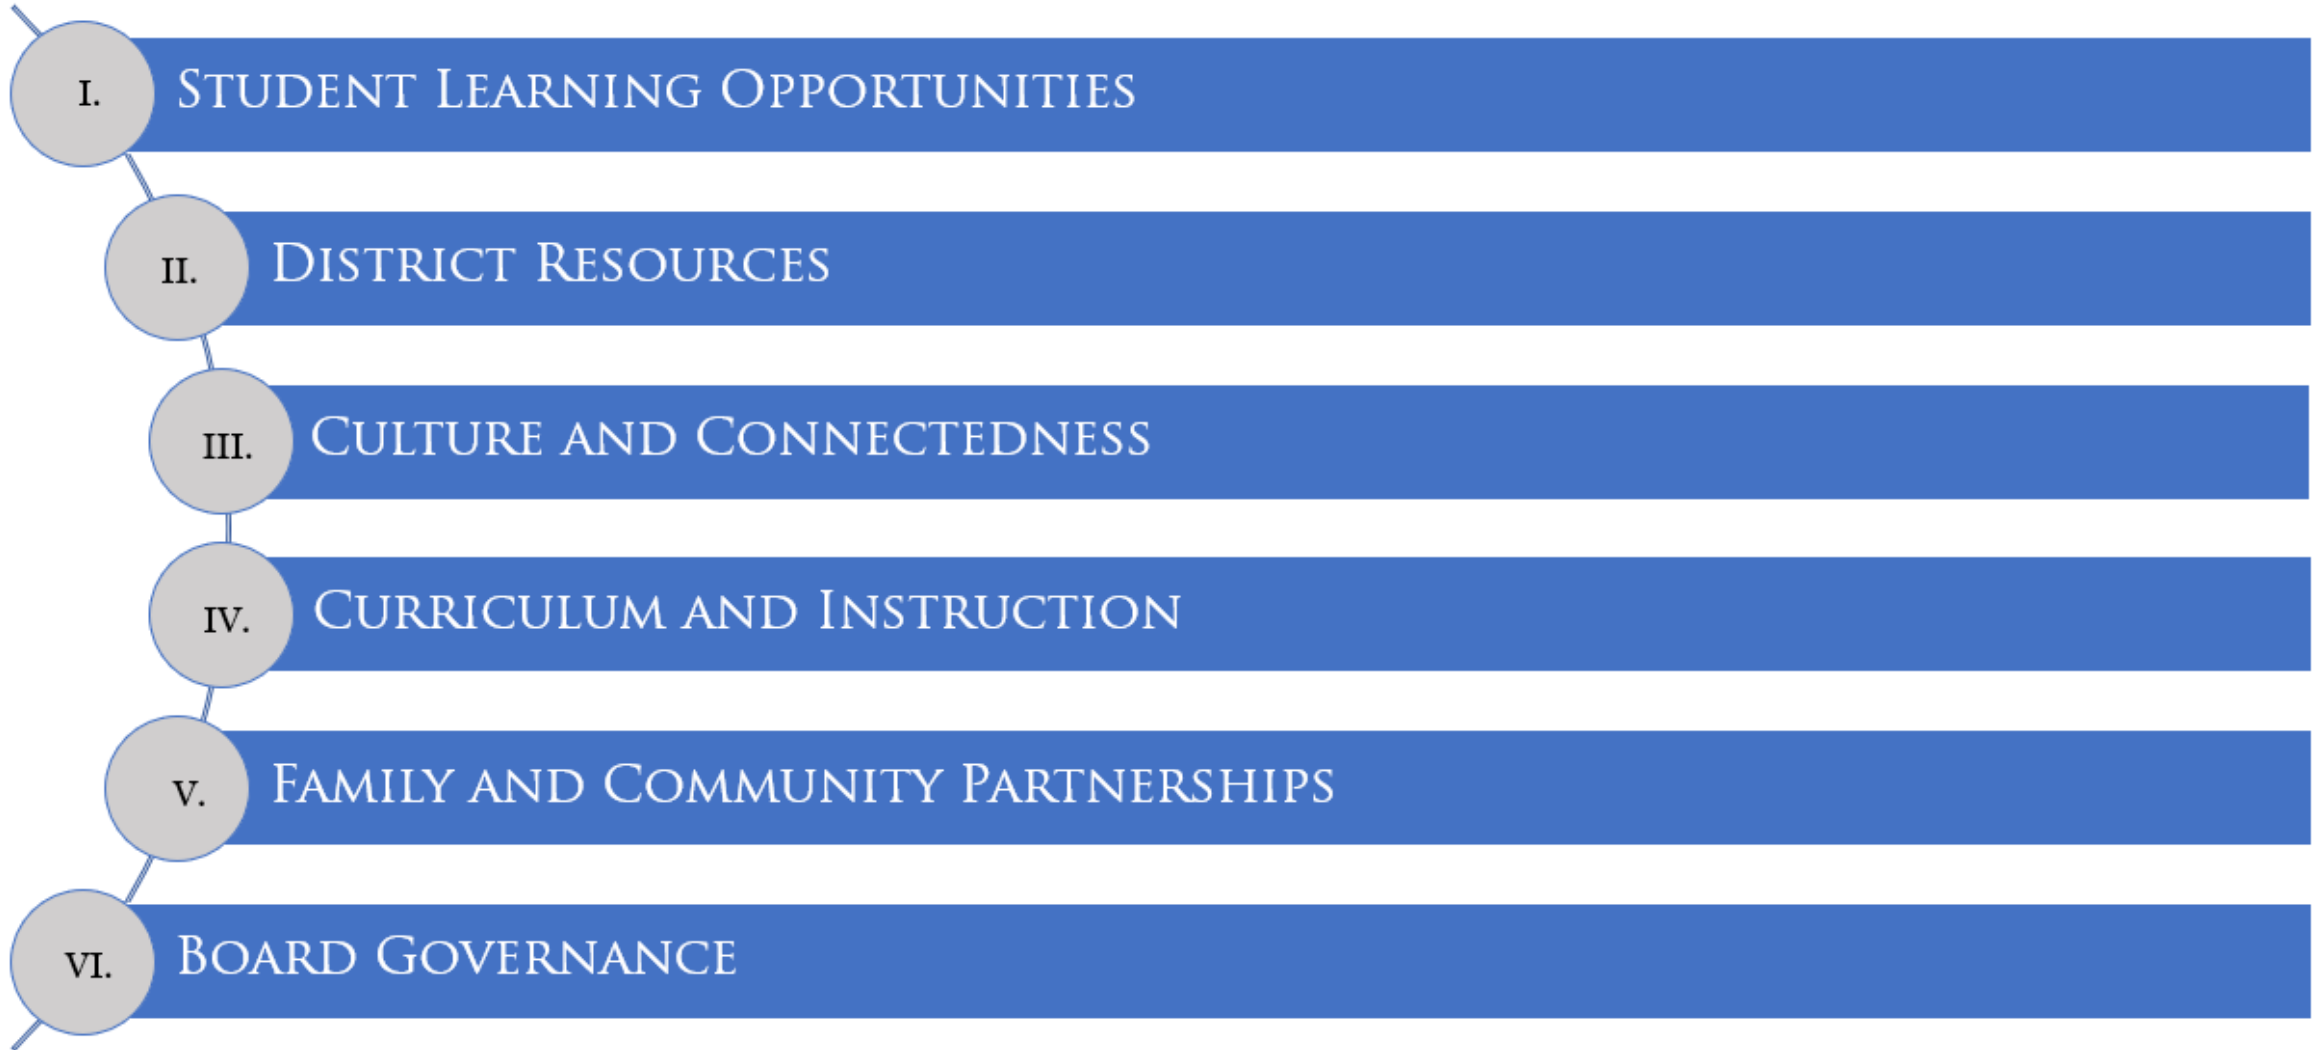 I. Student Learning Opportunities
II. District Resources
III. Culture and Connectedness
IV. Curriculum and Instruction
V. Family and Community Partnerships
VI. Board Governance